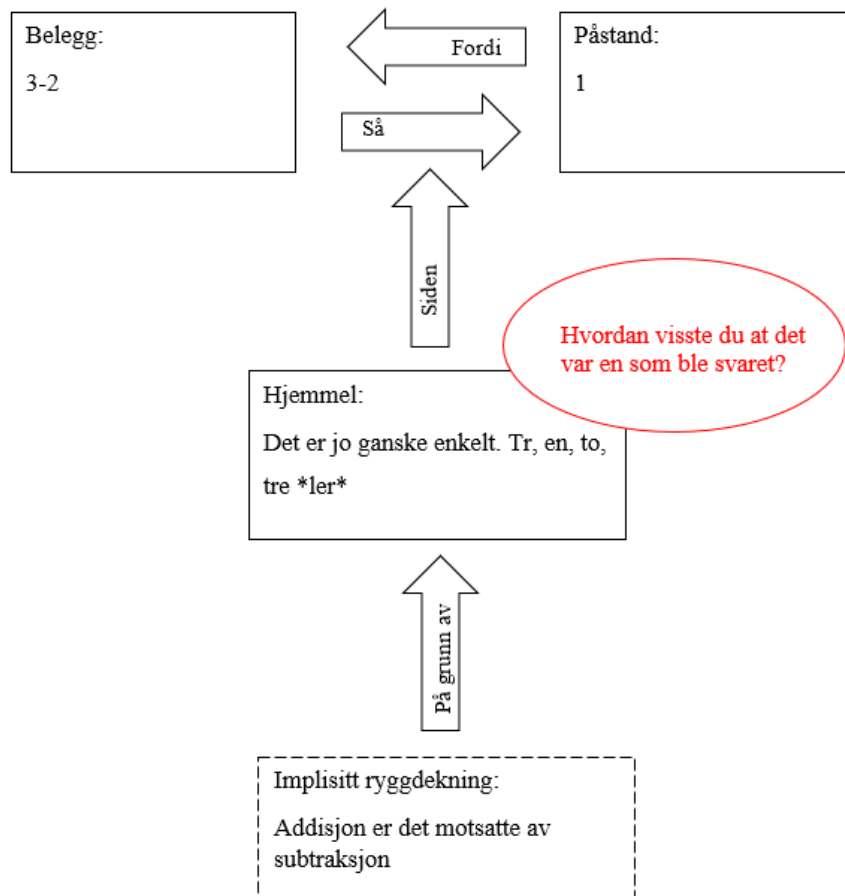 Belegg:
3-2
Fordi
Så
Påstand:
1
Siden
Hvordan visste du at det
var en som ble svaret?
Hjemmel:
Det er jo ganske enkelt. Tr, en, to,
tre *ler*
På grunn av
Implisitt ryggdekning:
Addisjon er det motsatte av
subtraksjon